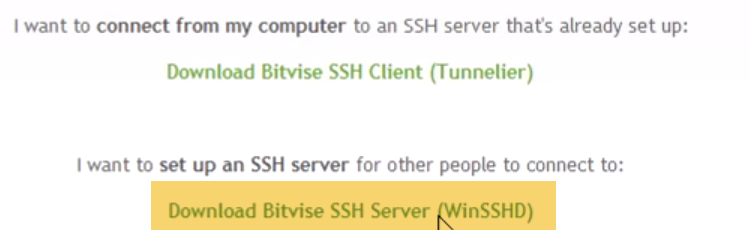 I want to connect from my computer to an SSH server that's already set up:
Download Bitvise SSH Client (Tunnelier)
I want to set up an SSH server for other people to connect to:
Download Bitvise SSH Server (WinSSHD)